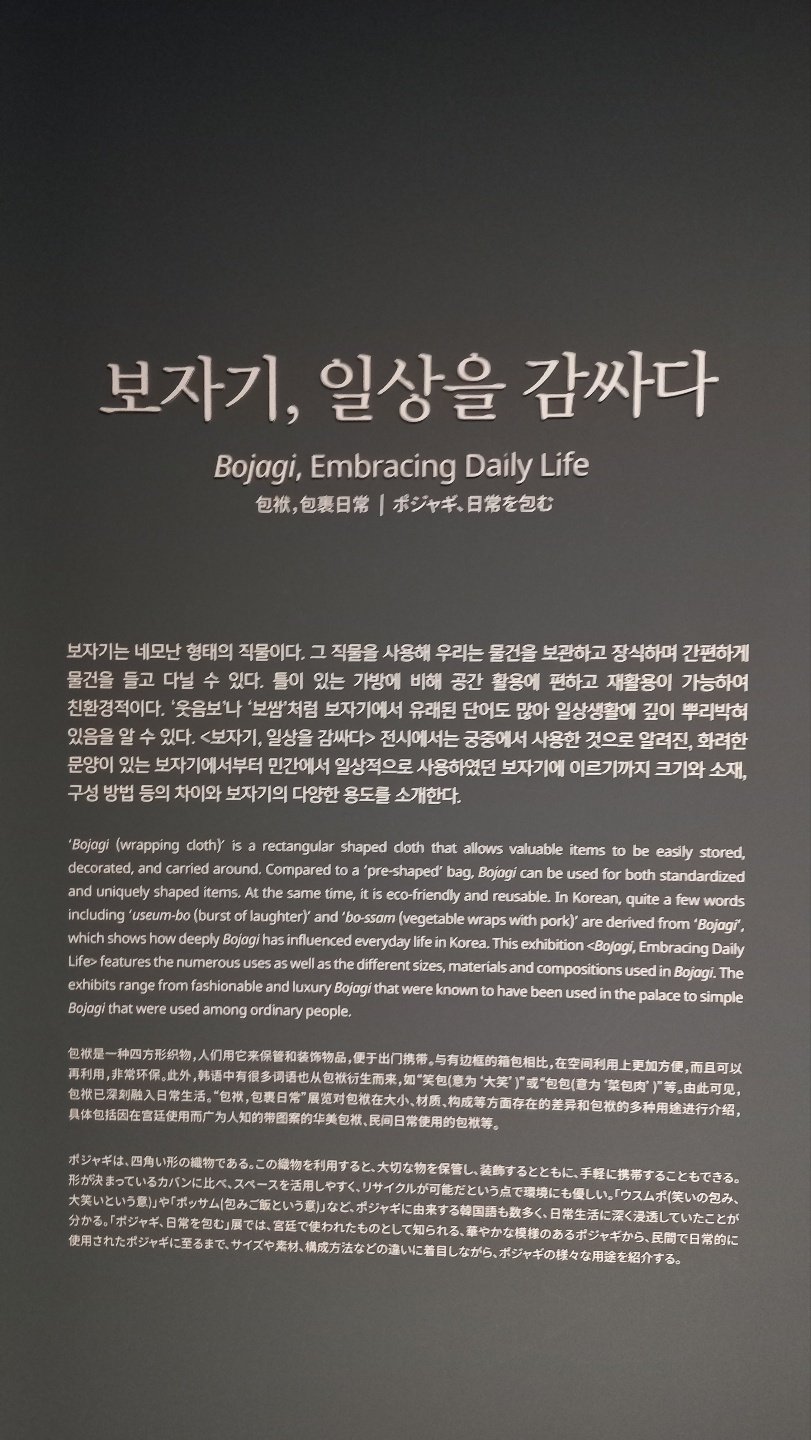 보자기, 일상을 감싸다
Bojagi, Embracing Daily Life
包袱,包裹日常 | ポジャギ、日常を包む
보자기는 네모난 형태의 직물이다. 그 직물을 사용해 우리는 물건을 보관하고 장식하며 간편하게
물건을 들고 다닐 수 있다. 틀이 있는 가방에 비해 공간 활용에 편하고 재활용이 가능하여
친환경적이다. ‘웃음보’나 ‘보쌈’처럼 보자기에서 유래된 단어도 많아 일상생활에 깊이 뿌리박혀
있음을 알 수 있다. <보자기, 일상을 감싸다> 전시에서는 궁중에서 사용한 것으로 알려진, 화려한
문양이 있는 보자기에서부터 민간에서 일상적으로 사용하였던 보자기에 이르기까지 크기와 소재,
구성 방법 등의 차이와 보자기의 다양한 용도를 소개한다.
‘Bojagi (wrapping cloth)’ is a rectangular shaped cloth that allows valuable items to be easily stored,
decorated, and carried around. Compared to a ‘pre-shaped’ bag, Bojagi can be used for both standardized
and uniquely shaped items. At the same time, it is eco-friendly and reusable. In Korean, quite a few words
including ‘useum-bo (burst of laughter)’ and ‘bo-ssam (vegetable wraps with pork)’ are derived from ‘Bojagi’,
which shows how deeply Bojagi has influenced everyday life in Korea. This exhibition <Bojagi, Embracing Daily
Life> features the numerous uses as well as the different sizes, materials and compositions used in Bojagi. The
exhibits range from fashionable and luxury Bojagi that were known to have been used in the palace to simple
Bojagi that were used among ordinary people.
包袱是一种四方形织物,人们用它来保管和装饰物品,便于出门携带。与有边框的箱包相比,在空间利用上更加方便,而且可以
再利用,非常环保。此外,韩语中有很多词语也从包袱衍生而来,如“笑包(意为‘大笑’)”或“包包(意为‘菜包肉’)”等。由此可见,
包袱已深刻融入日常生活。“包袱,包裹日常”展览对包袱在大小、材质、构成等方面存在的差异和包袱的多种用途进行介绍,
具体包括因在宫廷使用而广为人知的带图案的华美包袱、民间日常使用的包袱等。
ポジャギは、四角い形の織物である。この織物を利用すると、大切な物を保管し、装飾するとともに、手軽に携帯することもできる。
形が決まっているカバンに比べ、スペースを活用しやすく、リサイクルが可能だという点で環境にも優しい。「ウスムボ(笑いの包み、
大笑いという意)」や「ポッサム(包みご飯という意)」など、ポジャギに由来する韓国語も数多く、日常生活に深く浸透していたことが
分かる。「ポジャギ、日常を包む」展では、宮廷で使われたものとして知られる、華やかな模様のあるポジャギから、民間で日常的に
使用されたポジャギに至るまで、サイズや素材、構成方法などの違いに着目しながら、ポジャギの様々な用途を紹介する。